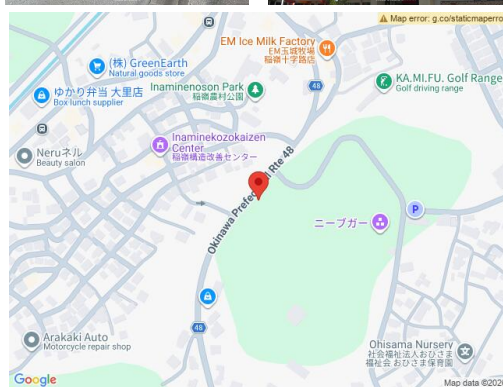 Map error: g.co/staticmaperro
EM Ice Milk Factory
EM玉城牧場
稲嶺十字路店
(株) GreenEarth
Natural goods store
Inaminenoson Park
稲嶺農村公園
KA.MI.FU. Golf Range
Golf driving range
48
ゆかり弁当 大里店
Box lunch supplier
Inaminekozokaizen
Center
稲嶺構造改善センター
Neruネル
Beauty salon
Okinawa Prefectural Rte 48
P
ニーブガー
48
Arakaki Auto
Motorcycle repair shop
Ohisama Nursery
社会福祉法人おひさま
福祉会 おひさま保育園
Google
Map data ©202